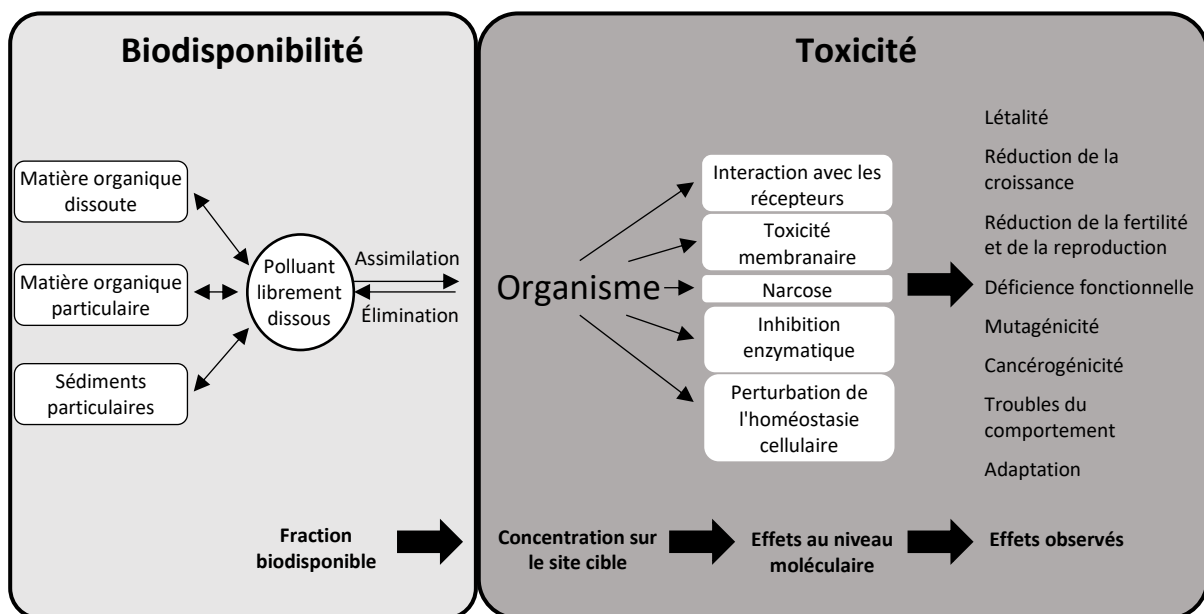 Biodisponibilité
Matière organique
dissoute
Matière organique
particulaire
Sédiments
particulaires
Polluant
librement
dissous
Assimilation
Élimination
Fraction
biodisponible
Toxicité
Organisme
Interaction avec les
récepteurs
Toxicité
membranaire
Narcose
Inhibition
enzymatique
Perturbation de
l'homéostasie
cellulaire
Létalité
Réduction de la
croissance
Réduction de la fertilité
et de la reproduction
Déficience fonctionnelle
Mutagénicité
Cancérogénicité
Troubles du
comportement
Adaptation
Concentration sur
le site cible
Effets au niveau
moléculaire
Effets observés